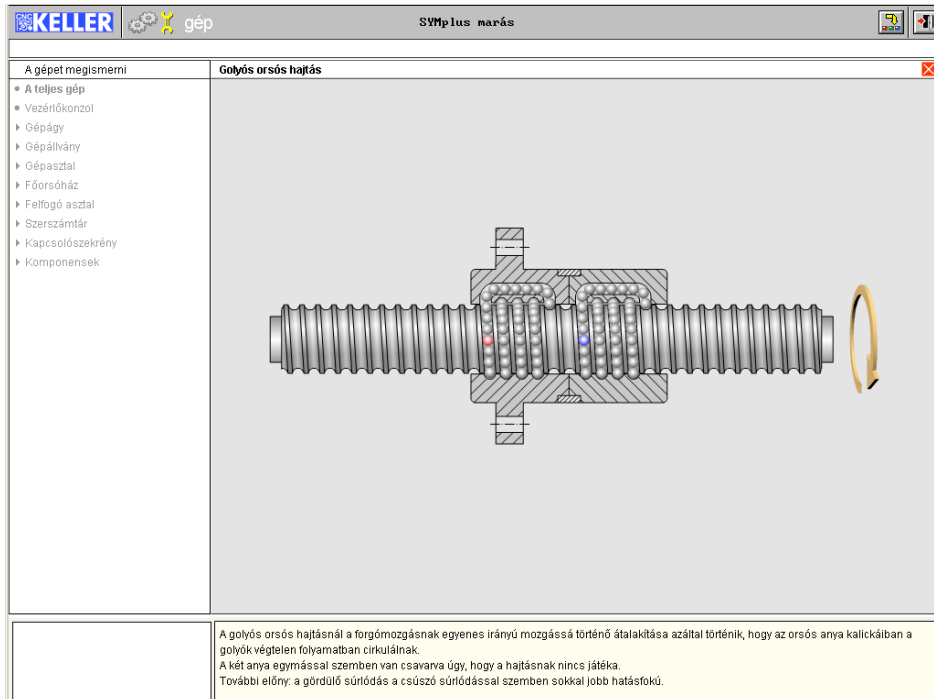 CNC KELLER
gép
SYMplus marás
A gépet megismerni
Golyós orsós hajtás
A teljes gép
Vezérlőkonzol
Gépágy
Gépállvány
Gépasztal
Főorsóház
Felfogó asztal
Szerszámtár
Kapcsolószekrény
Komponensek
A golyós orsós hajtásnál a forgómozgásnak egyenes irányú mozgássá történő átalakítása azáltal történik, hogy az orsós anya kalickáiban a
golyók végtelen folyamatban cirkulálnak.
A két anya egymással szemben van csavarva úgy, hogy a hajtásnak nincs játéka.
További előny: a gördülő súrlódás a csúszó súrlódással szemben sokkal jobb hatásfokú.